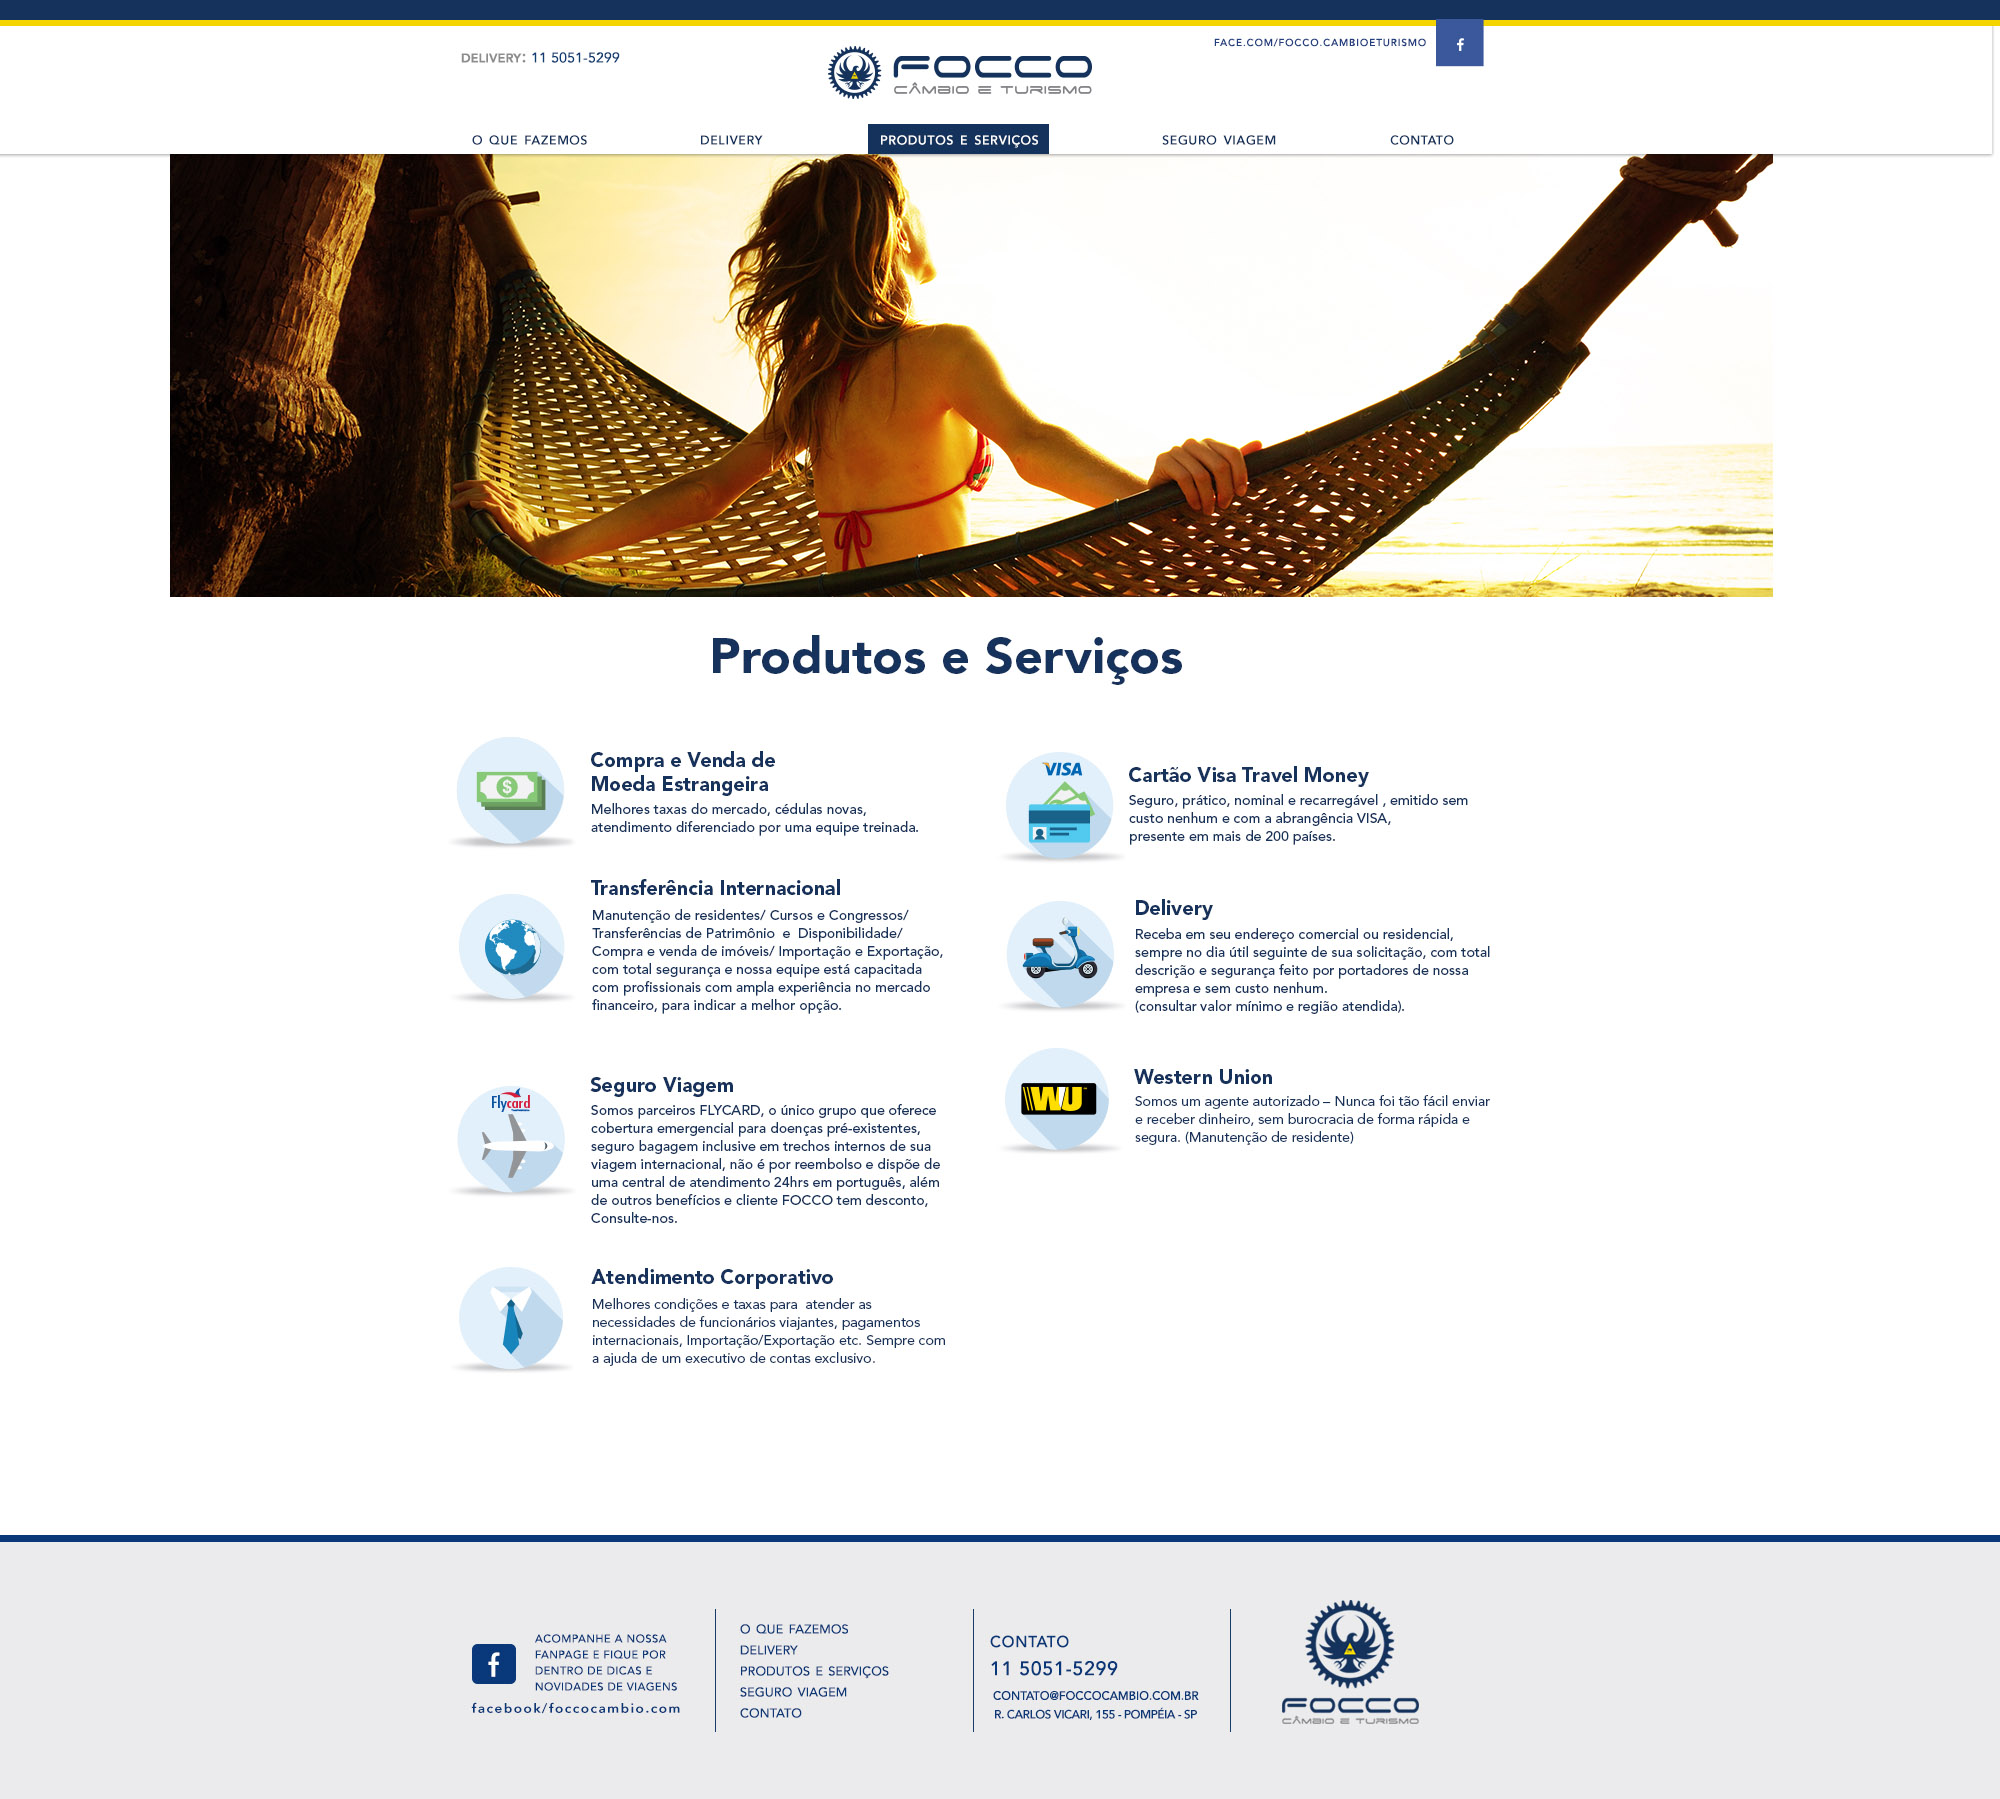 DELIVERY: 11 5051-5299
FOCCO
CÂMBIO E TURISMO
FACE.COM/FOCCO.CAMBIOETURISMO
f
O QUE FAZEMOS
DELIVERY
PRODUTOS E SERVIÇOS
SEGURO VIAGEM
CONTATO
Produtos e Serviços
$
Compra e Venda de
Moeda Estrangeira
Melhores taxas do mercado, cédulas novas,
atendimento diferenciado por uma equipe treinada.
Transferência Internacional
Manutenção de residentes/ Cursos e Congressos/
Transferências de Patrimônio e Disponibilidade/
Compra e venda de imóveis/ Importação e Exportação,
com total segurança e nossa equipe está capacitada
com profissionais com ampla experiência no mercado
financeiro, para indicar a melhor opção.
Flycard
Seguro Viagem
Somos parceiros FLYCARD, o único grupo que oferece
cobertura emergencial para doenças pré-existentes,
seguro bagagem inclusive em trechos internos de sua
viagem internacional, não é por reembolso e dispõe de
uma central de atendimento 24hrs em português, além
de outros benefícios e cliente FOCCO tem desconto,
Consulte-nos.
Atendimento Corporativo
Melhores condições e taxas para atender as
necessidades de funcionários viajantes, pagamentos
internacionais, Importação/Exportação etc. Sempre com
a ajuda de um executivo de contas exclusivo.
VISA
Cartão Visa Travel Money
Seguro, prático, nominal e recarregável , emitido sem
custo nenhum e com a abrangência VISA,
presente em mais de 200 países.
Delivery
Receba em seu endereço comercial ou residencial,
sempre no dia útil seguinte de sua solicitação, com total
descrição e segurança feito por portadores de nossa
empresa e sem custo nenhum.
(consultar valor mínimo e região atendida).
WU
Western Union
Somos um agente autorizado – Nunca foi tão fácil enviar
e receber dinheiro, sem burocracia de forma rápida e
segura. (Manutenção de residente)
f
ACOMPANHE A NOSSA
FANPAGE E FIQUE POR
DENTRO DE DICAS E
NOVIDADES DE VIAGENS
facebook/foccocambio.com
O QUE FAZEMOS
DELIVERY
PRODUTOS E SERVIÇOS
SEGURO VIAGEM
CONTATO
CONTATO
11 5051-5299
CONTATO@FOCCOCAMBIO.COM.BR
R. CARLOS VICARI, 155 - POMPÉIA - SP
FOCCO
CÂMBIO E TURISMO